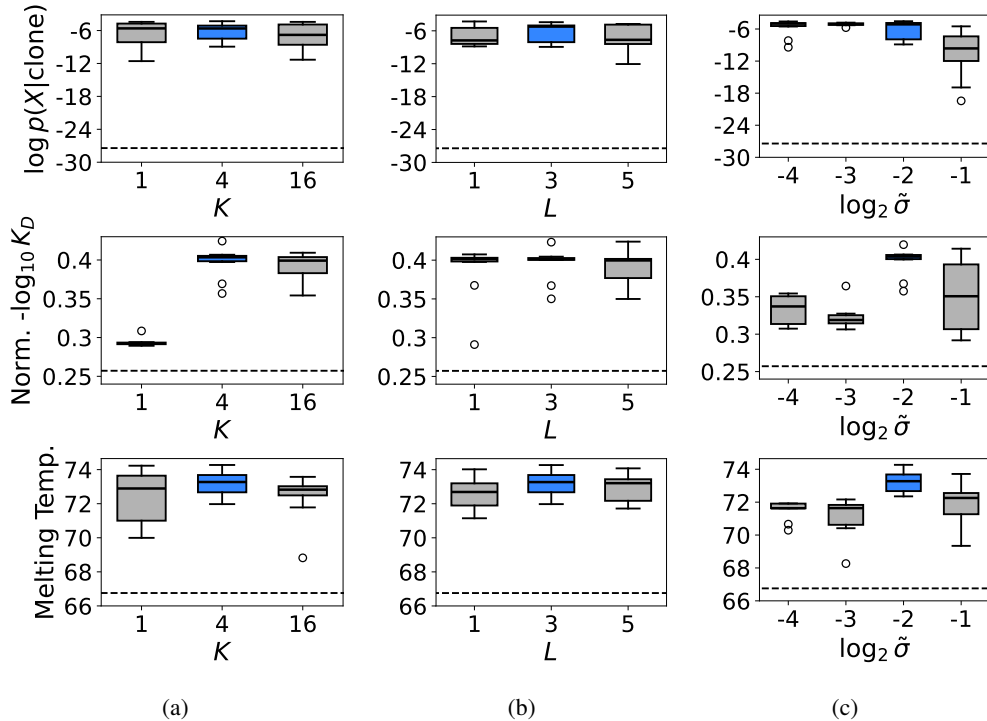 log p(X|clone)
-6
-12
-18
-24
-30
1 4 16
K
-6
-12
-18
-24
-30
1 3 5
L
-6
-12
-18
-24
-30
-4 -3 -2 -1
log₂ σ̃
Norm. -log₁₀ K_D
0.4
0.35
0.3
0.25
1 4 16
K
0.4
0.35
0.3
0.25
1 3 5
L
0.4
0.35
0.3
0.25
-4 -3 -2 -1
log₂ σ̃
Melting Temp.
74
72
70
68
66
1 4 16
K
74
72
70
68
66
1 3 5
L
74
72
70
68
66
-4 -3 -2 -1
log₂ σ̃
(a) (b) (c)